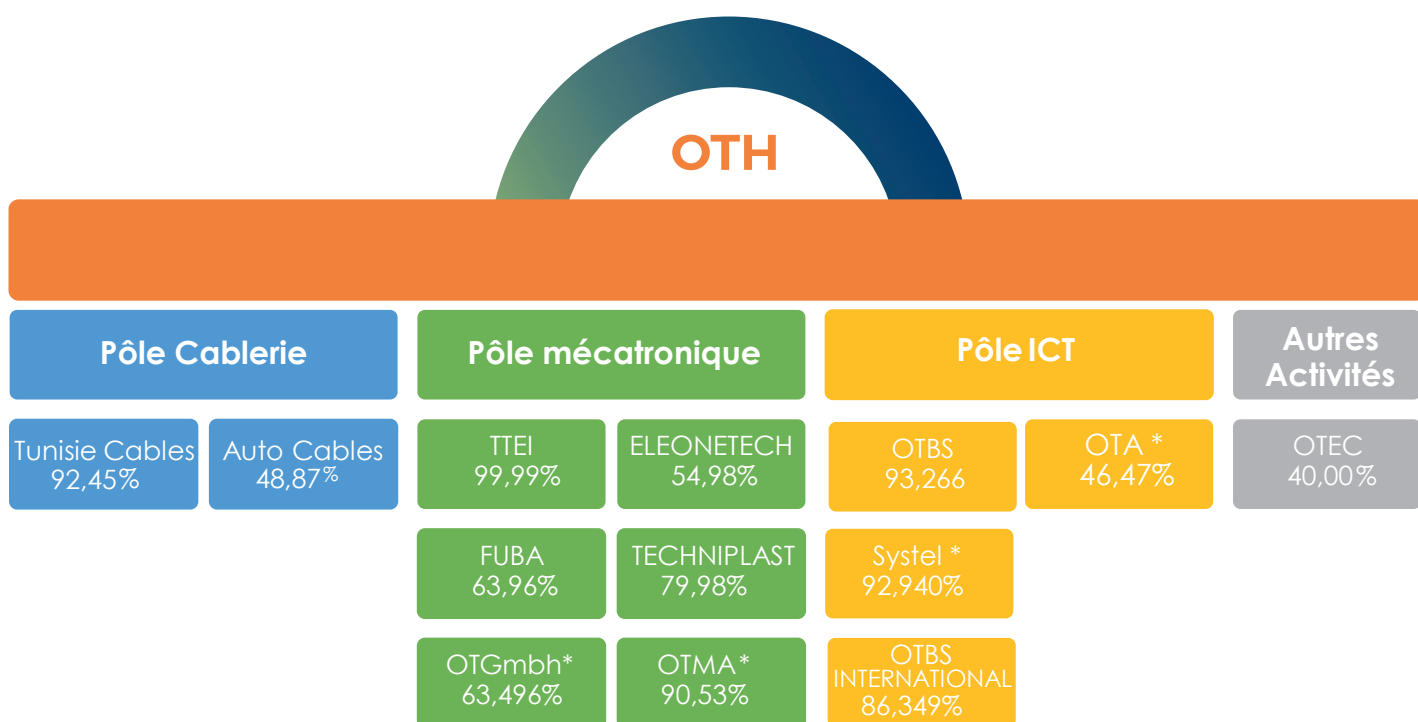 OTH
Pôle Cablerie
Pôle mécatronique
Pôle ICT
Autres
Activités
Tunisie Cables
92,45%
Auto Cables
48,87%
TTEI
99,99%
ELEONETECH
54,98%
OTBS
93,266
OTA *
46,47%
OTEC
40,00%
FUBA
63,96%
TECHNIPLAST
79,98%
Systel *
92,940%
OTGmbh*
63,496%
OTMA*
90,53%
OTBS
INTERNATIONAL
86,349%